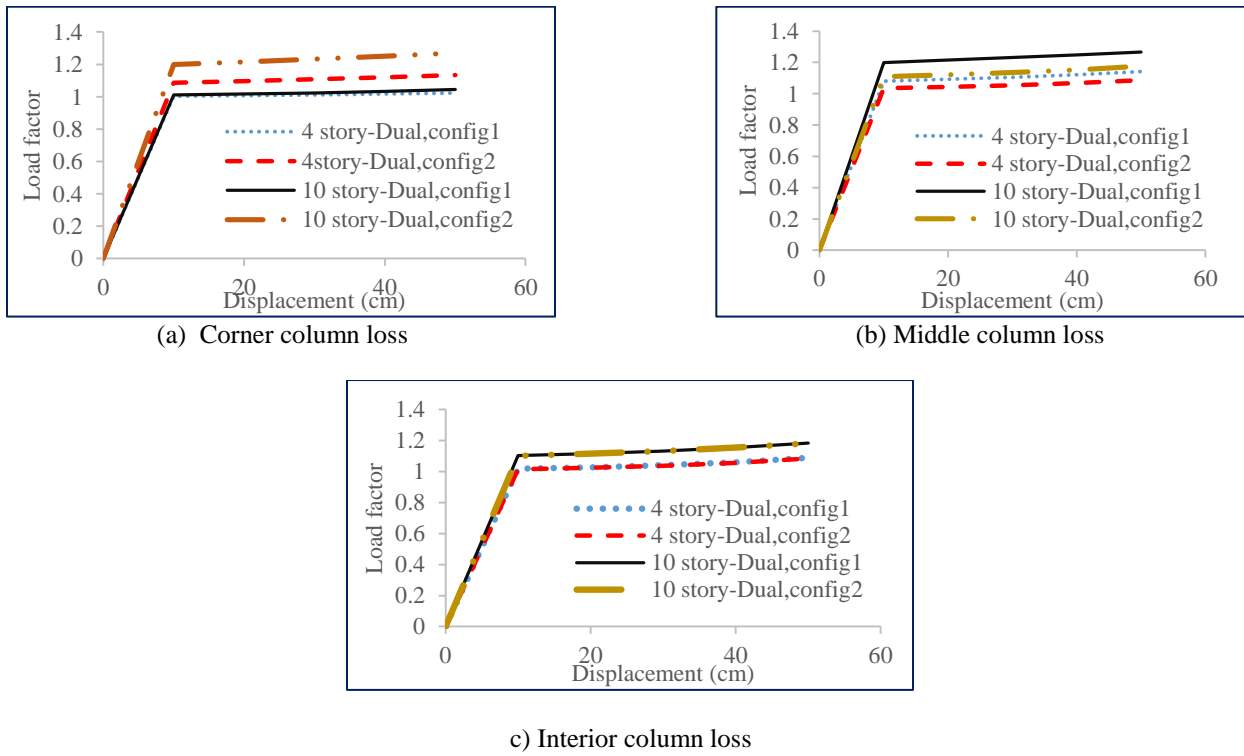 1.4
1.2
1
0.8
0.6
0.4
0.2
0
Load factor
4 story-Dual,config1
4story-Dual,config2
10 story-Dual,config1
10 story-Dual,config2
0 20 40 60
Displacement (cm)
(a) Corner column loss
1.4
1.2
1
0.8
0.6
0.4
0.2
0
Load factor
4 story-Dual,config1
4 story-Dual,config2
10 story-Dual,config1
10 story-Dual,config2
0 20 40 60
Displacement (cm)
(b) Middle column loss
1.4
1.2
1
0.8
0.6
0.4
0.2
0
Load factor
4 story-Dual,config1
4 story-Dual,config2
10 story-Dual,config1
10 story-Dual,config2
0 20 40 60
Displacement (cm)
c) Interior column loss